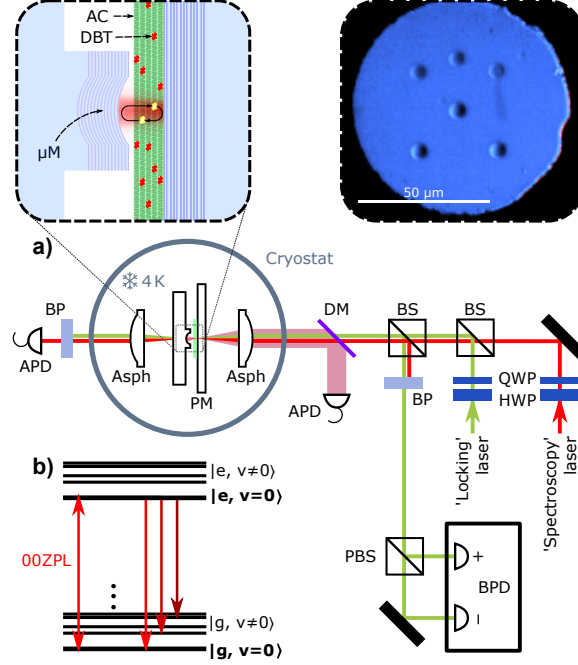 AC
DBT
μM
50 μm
a)
4K
Cryostat
BP
APD
Asph
PM
Asph
DM
APD
BS
BS
BP
QWP
HWP
'Locking'
laser
'Spectroscopy'
laser
b)
|e, v≠0⟩
|e, v=0⟩
00ZPL
|g, v≠0⟩
|g, v=0⟩
PBS
+
BPD
−